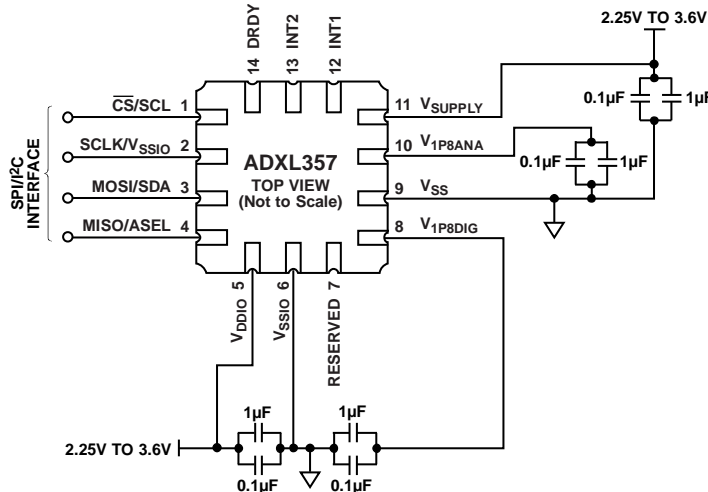 2.25V TO 3.6V
14 DRDY
13 INT2
12 INT1
0.1µF
1µF
CS/SCL 1
SCLK/VSSIO 2
MOSI/SDA 3
MISO/ASEL 4
SPI/I2C
INTERFACE
ADXL357
TOP VIEW
(Not to Scale)
11 VSUPPLY
10 V1P8ANA
9 VSS
8 V1P8DIG
0.1µF
1µF
VDDIO 5
VSSIO 6
RESERVED 7
1µF
1µF
2.25V TO 3.6V
0.1µF
0.1µF